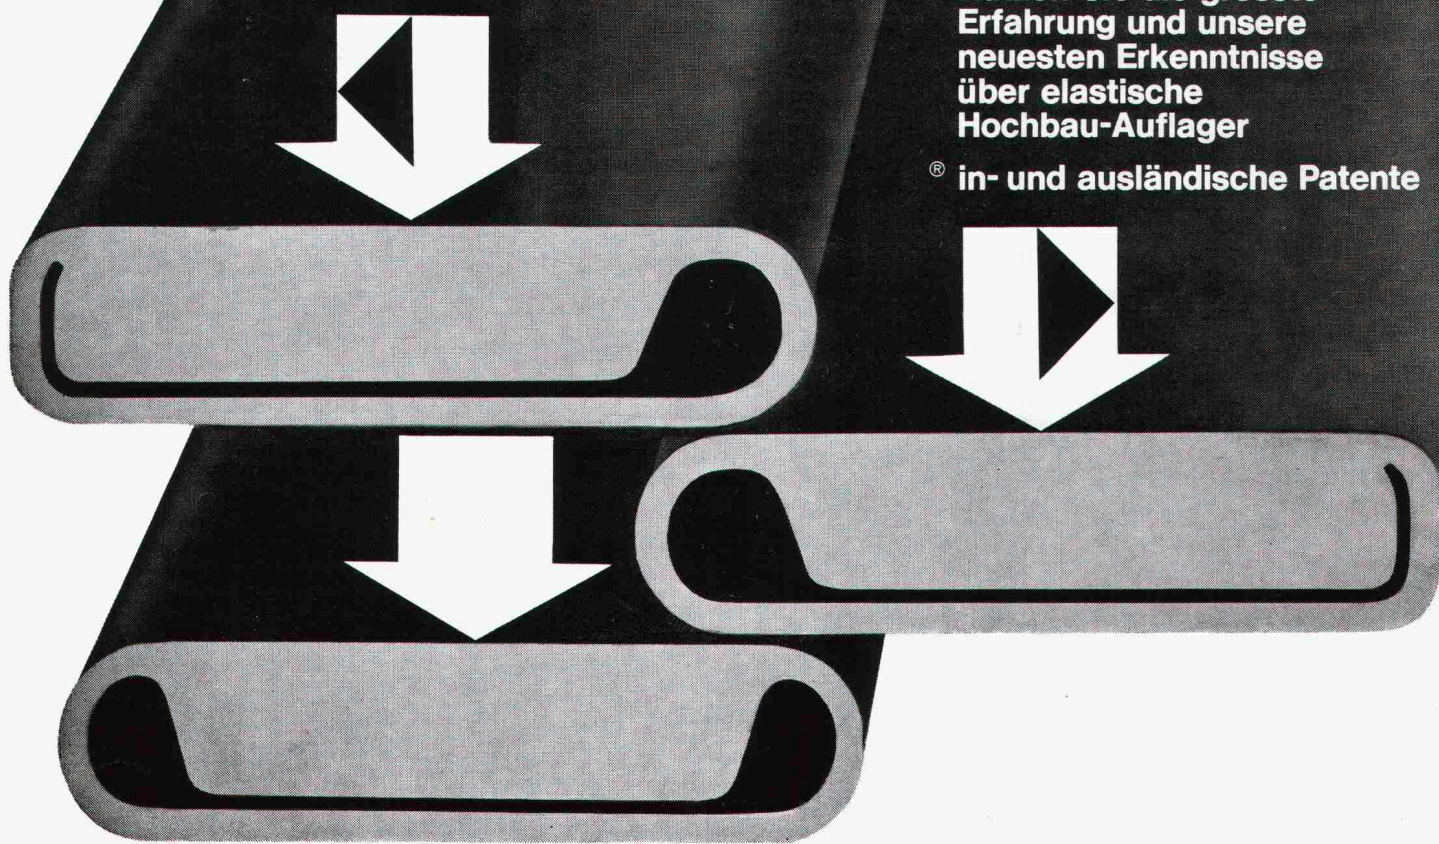 Erfahrung und unsere
neuesten Erkenntnisse
über elastische
Hochbau-Auflager
® in- und ausländische Patente